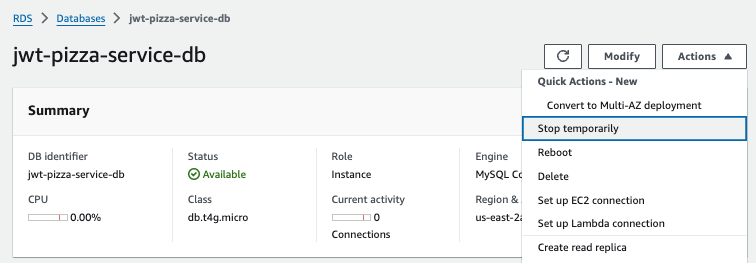 RDS > Databases > jwt-pizza-service-db
jwt-pizza-service-db
Modify
Actions
Quick Actions - New
Convert to Multi-AZ deployment
Stop temporarily
Reboot
Delete
Set up EC2 connection
Set up Lambda connection
Create read replica
Summary
DB identifier
jwt-pizza-service-db
Status
Available
Role
Instance
Engine
MySQL Co
CPU
0.00%
Class
db.t4g.micro
Current activity
0
Connections
Region &
us-east-2a